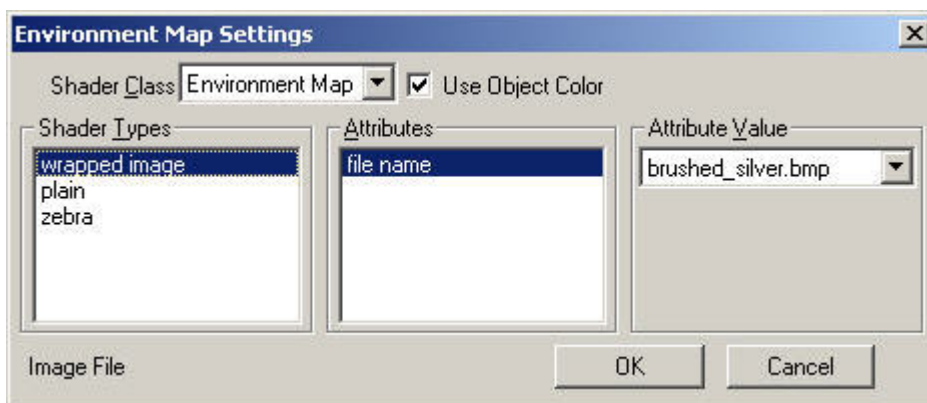 Environment Map Settings
Shader Class Environment Map Use Object Color
Shader Types Attributes Attribute Value
wrapped image file name brushed_silver.bmp
plain
zebra
Image File OK Cancel